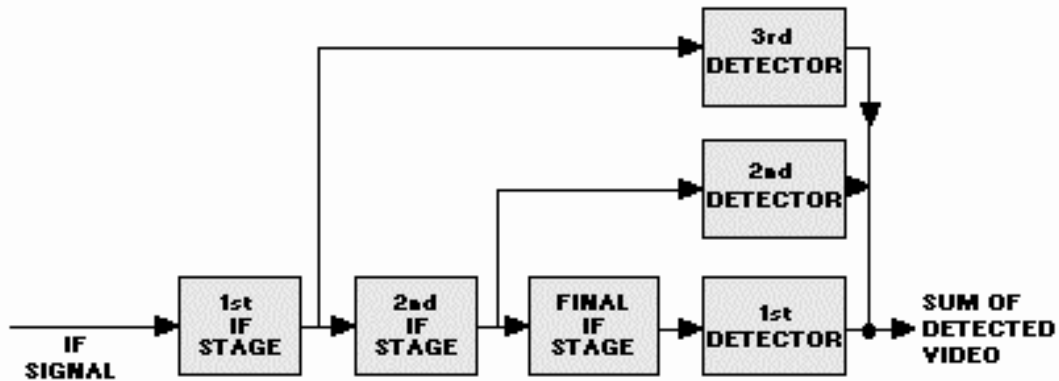 3rd
DETECTOR
2nd
DETECTOR
1st
IF
STAGE
2nd
IF
STAGE
FINAL
IF
STAGE
1st
DETECTOR
SUM OF
DETECTED
VIDEO
IF
SIGNAL